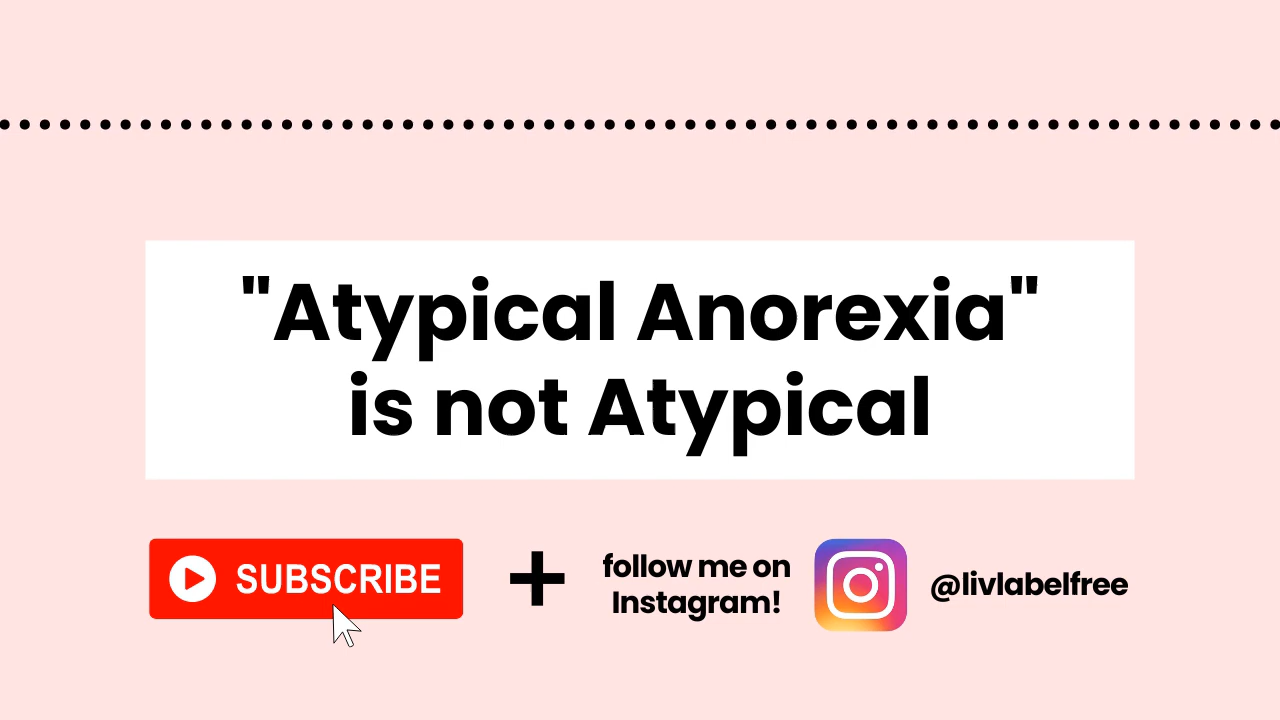 "Atypical Anorexia"
is not Atypical
SUBSCRIBE
follow me on
Instagram!
@livlabelfree